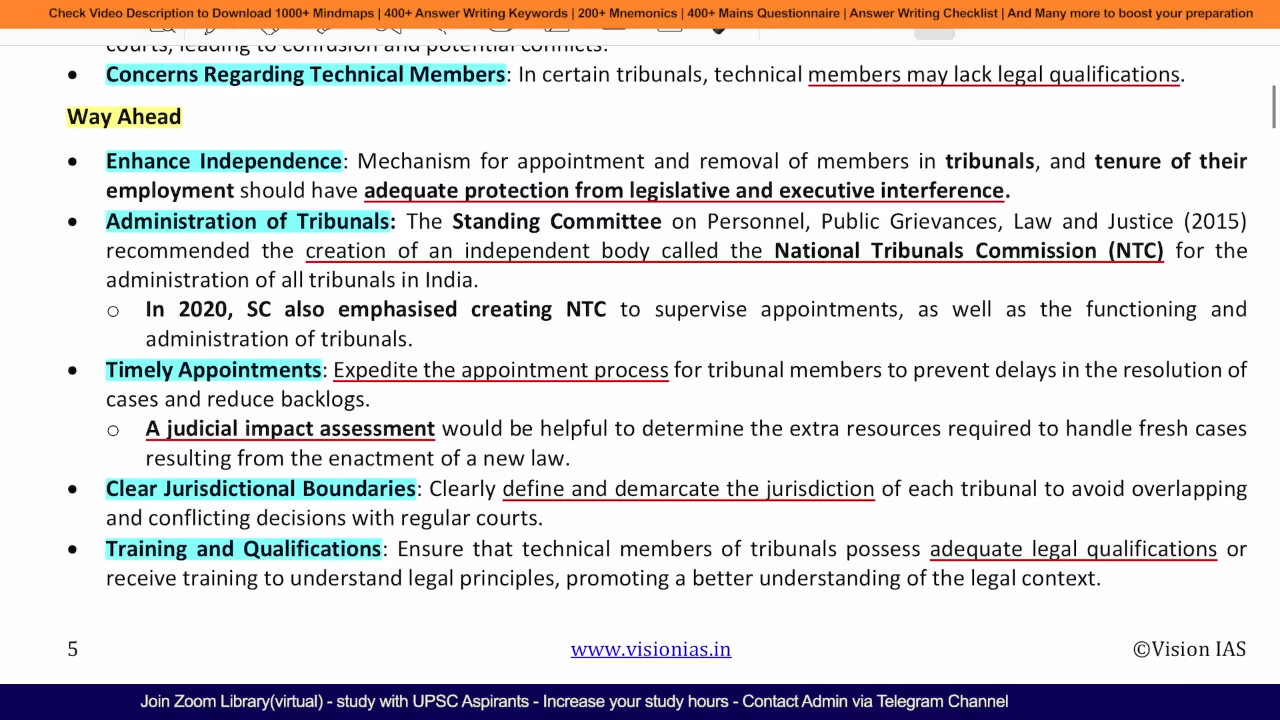 Check Video Description to Download 1000+ Mindmaps | 400+ Answer Writing Keywords | 200+ Mnemonics | 400+ Mains Questionnaire | Answer Writing Checklist | And Many more to boost your preparation
courts, leading to confusion and potential conflicts.
• Concerns Regarding Technical Members: In certain tribunals, technical members may lack legal qualifications.
Way Ahead
• Enhance Independence: Mechanism for appointment and removal of members in tribunals, and tenure of their
employment should have adequate protection from legislative and executive interference.
• Administration of Tribunals: The Standing Committee on Personnel, Public Grievances, Law and Justice (2015)
recommended the creation of an independent body called the National Tribunals Commission (NTC) for the
administration of all tribunals in India.
o In 2020, SC also emphasised creating NTC to supervise appointments, as well as the functioning and
administration of tribunals.
• Timely Appointments: Expedite the appointment process for tribunal members to prevent delays in the resolution of
cases and reduce backlogs.
o A judicial impact assessment would be helpful to determine the extra resources required to handle fresh cases
resulting from the enactment of a new law.
• Clear Jurisdictional Boundaries: Clearly define and demarcate the jurisdiction of each tribunal to avoid overlapping
and conflicting decisions with regular courts.
• Training and Qualifications: Ensure that technical members of tribunals possess adequate legal qualifications or
receive training to understand legal principles, promoting a better understanding of the legal context.
5 www.visionias.in ©Vision IAS
Join Zoom Library(virtual) - study with UPSC Aspirants - Increase your study hours - Contact Admin via Telegram Channel